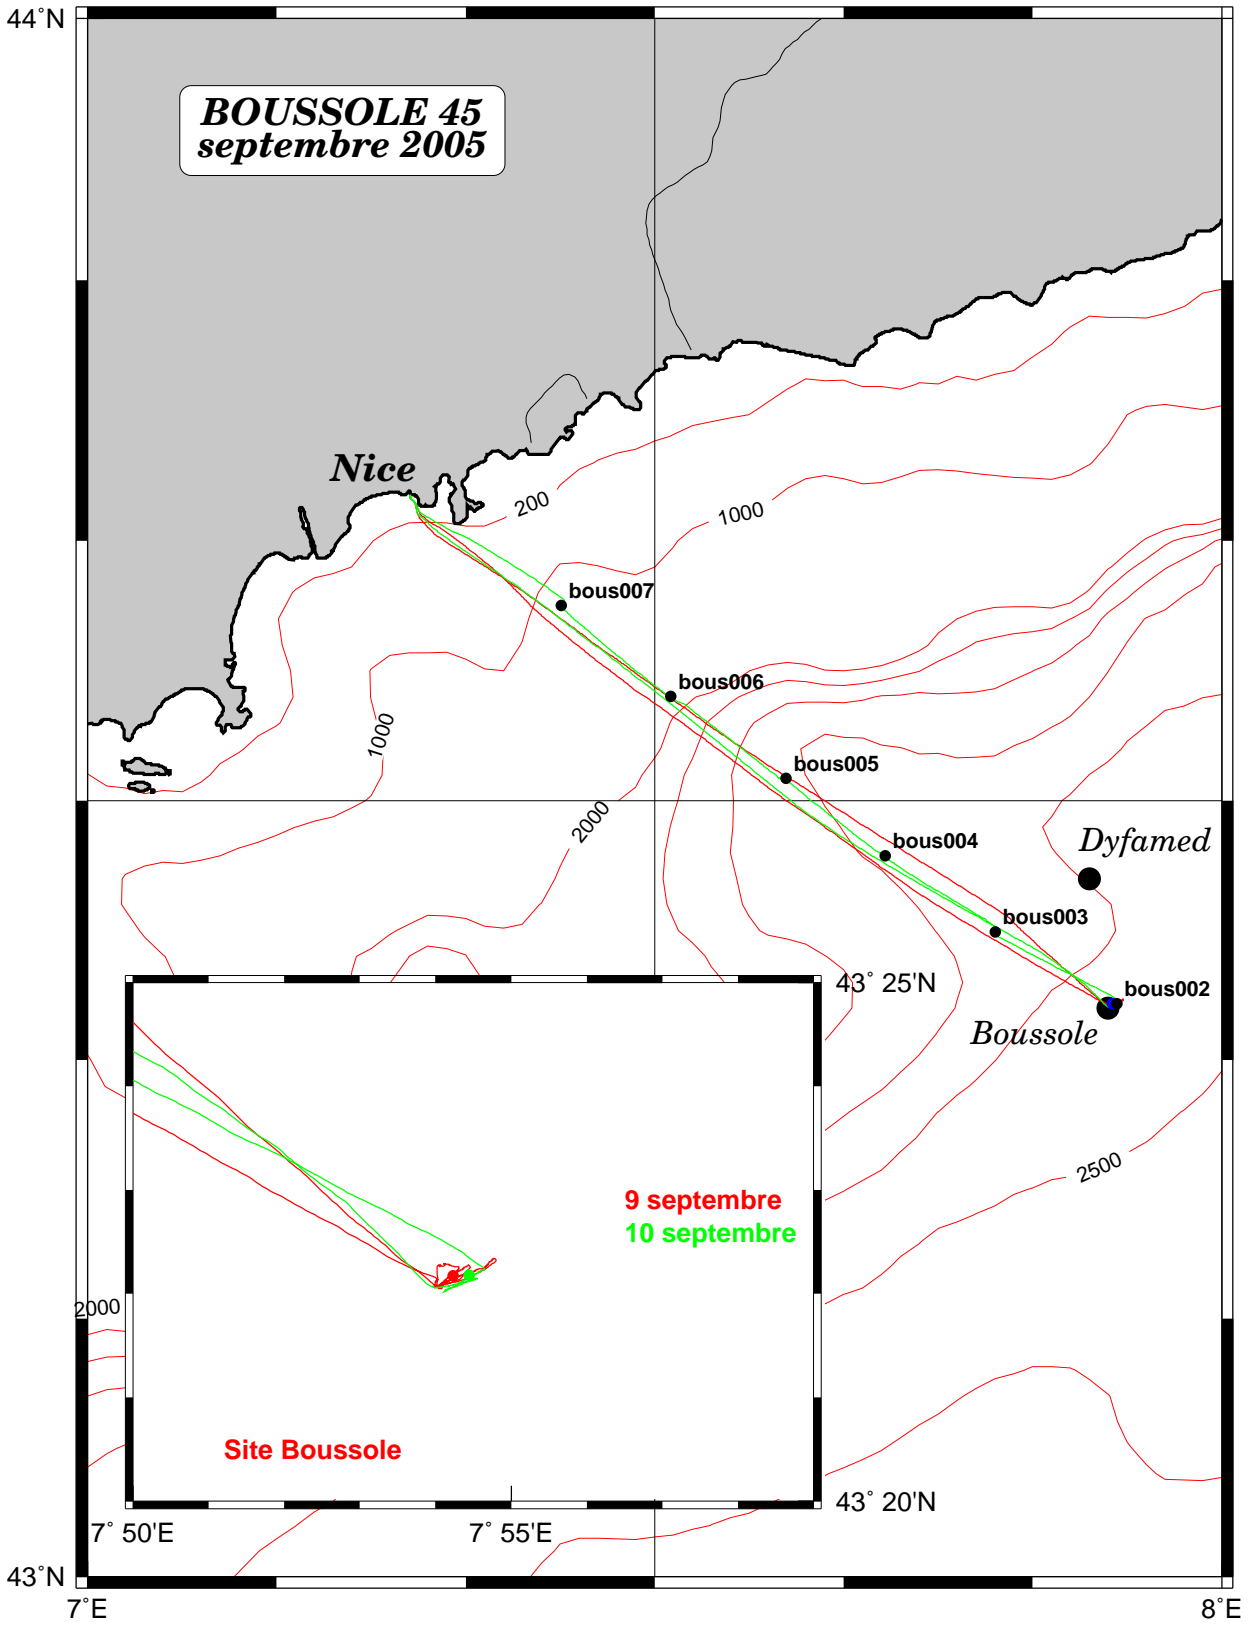 44°N
BOUSSOLE 45
septembre 2005
Nice
200
1000
bous007
bous006
1000
bous005
2000
bous004
Dyfamed
bous003
43° 25'N
bous002
Boussole
2500
9 septembre
10 septembre
2000
Site Boussole
43° 20'N
7° 50'E
7° 55'E
43°N
7°E
8°E